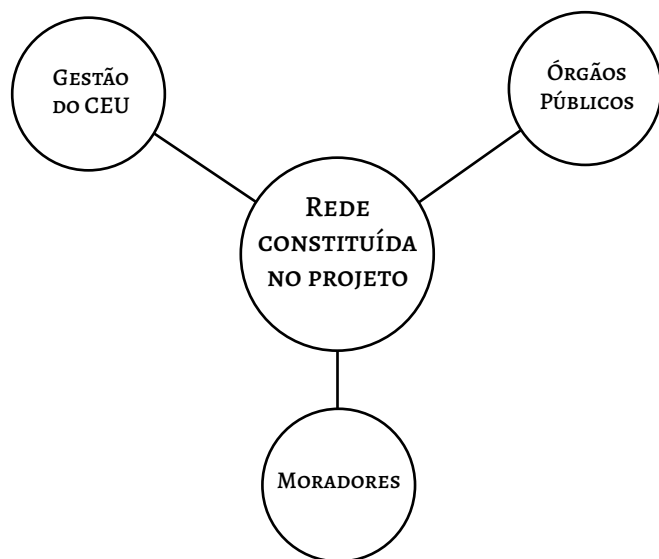 Gestão
do CEU
Órgãos
Públicos
Rede
constituída
no projeto
Moradores